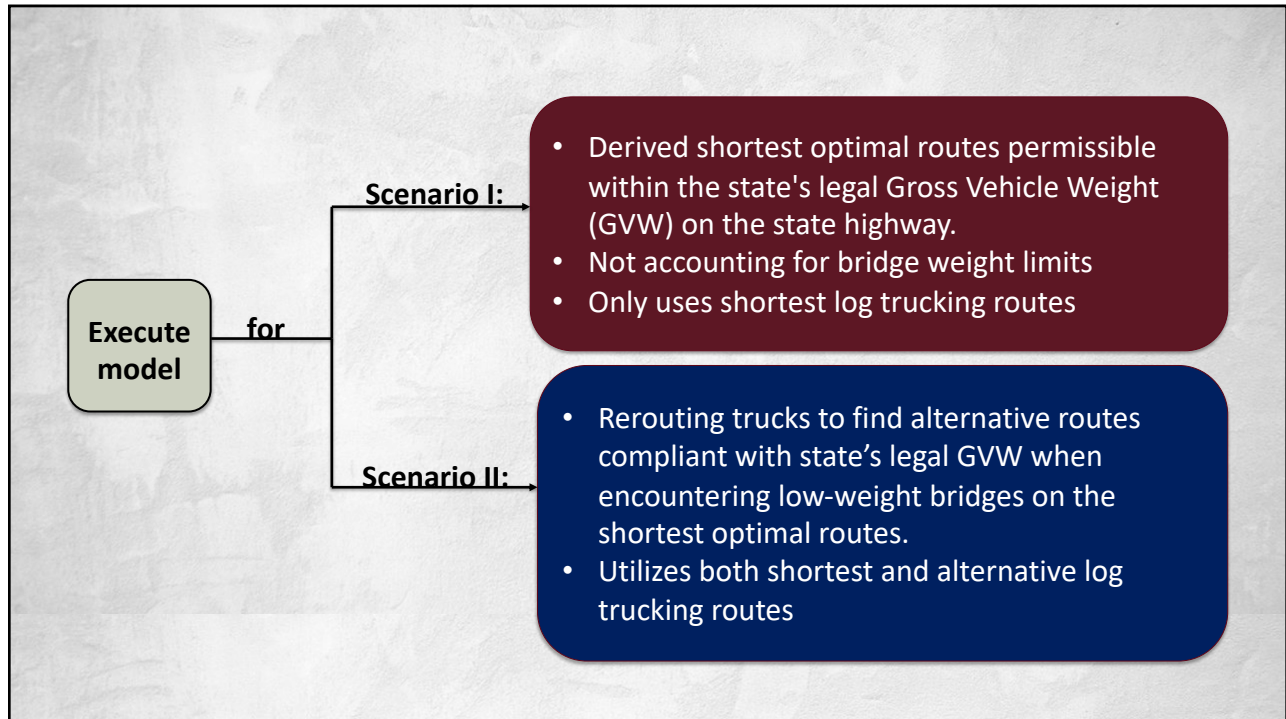 Execute
model
for
Scenario I:
• Derived shortest optimal routes permissible
within the state's legal Gross Vehicle Weight
(GVW) on the state highway.
• Not accounting for bridge weight limits
• Only uses shortest log trucking routes
Scenario II:
• Rerouting trucks to find alternative routes
compliant with state’s legal GVW when
encountering low-weight bridges on the
shortest optimal routes.
• Utilizes both shortest and alternative log
trucking routes